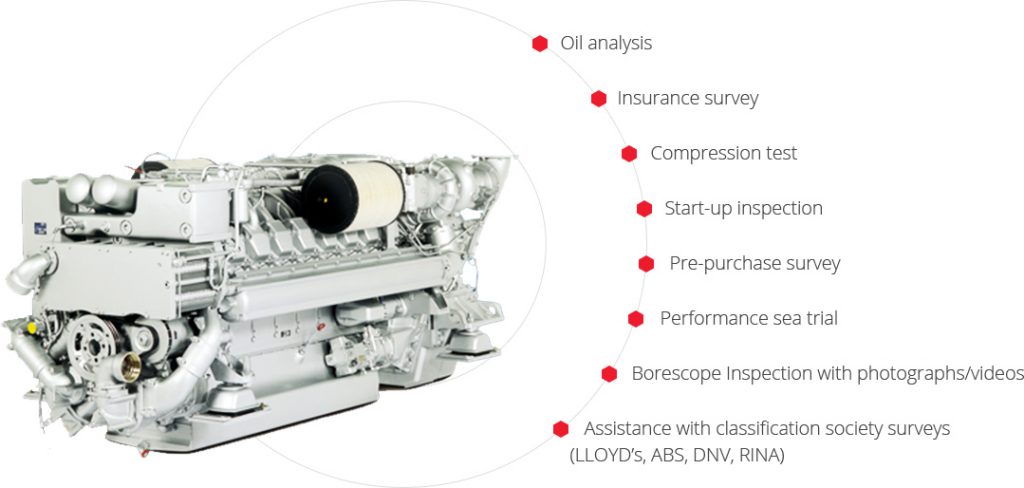 Oil analysis
Insurance survey
Compression test
Start-up inspection
Pre-purchase survey
Performance sea trial
Borescope Inspection with photographs/videos
Assistance with classification society surveys
(LLOYD’s, ABS, DNV, RINA)